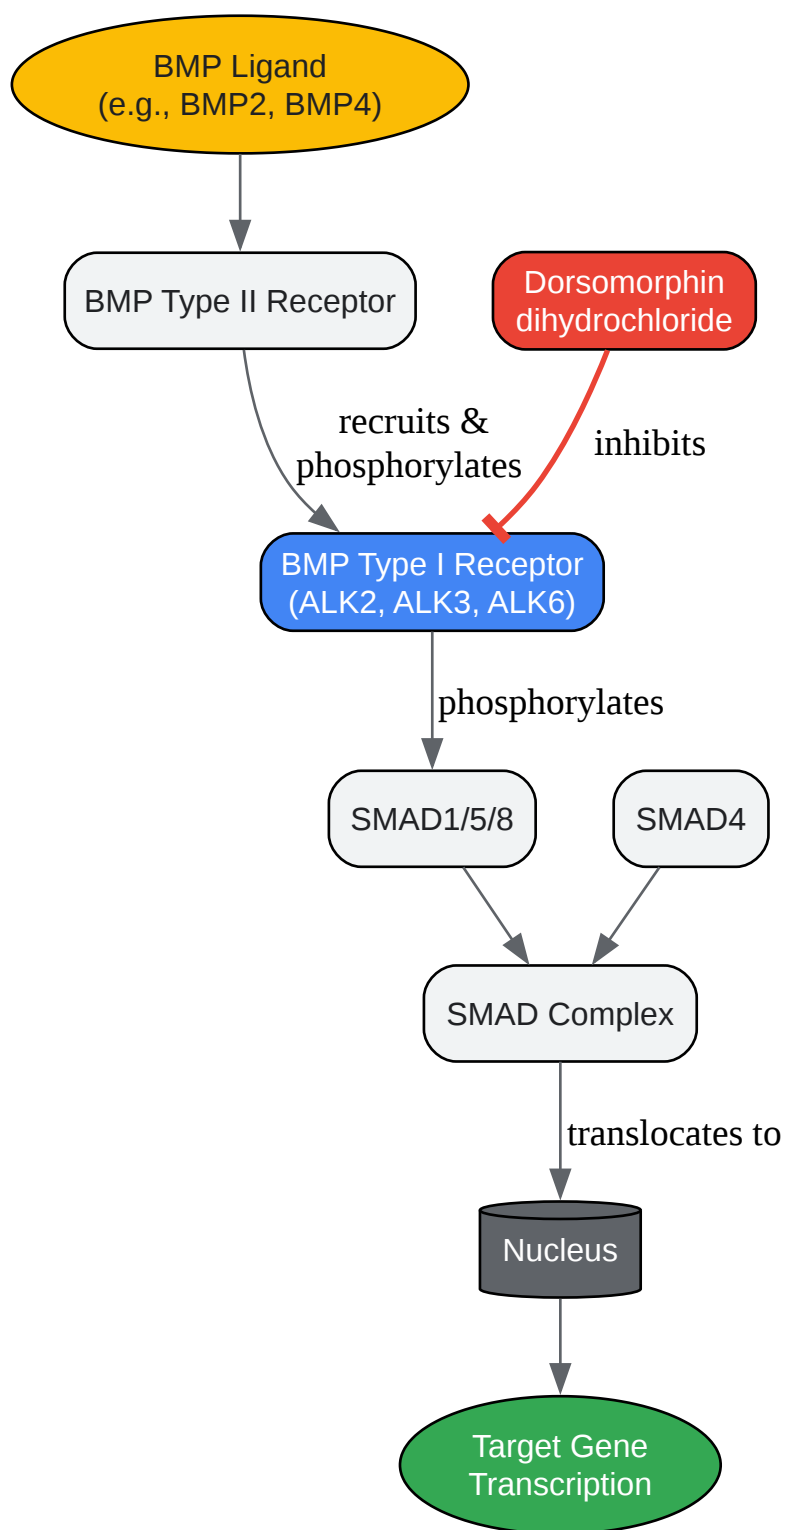 BMP Ligand
(e.g., BMP2, BMP4)
BMP Type II Receptor
Dorsomorphin
dihydrochloride
recruits &
phosphorylates
inhibits
BMP Type I Receptor
(ALK2, ALK3, ALK6)
phosphorylates
SMAD1/5/8
SMAD4
SMAD Complex
translocates to
Nucleus
Target Gene
Transcription